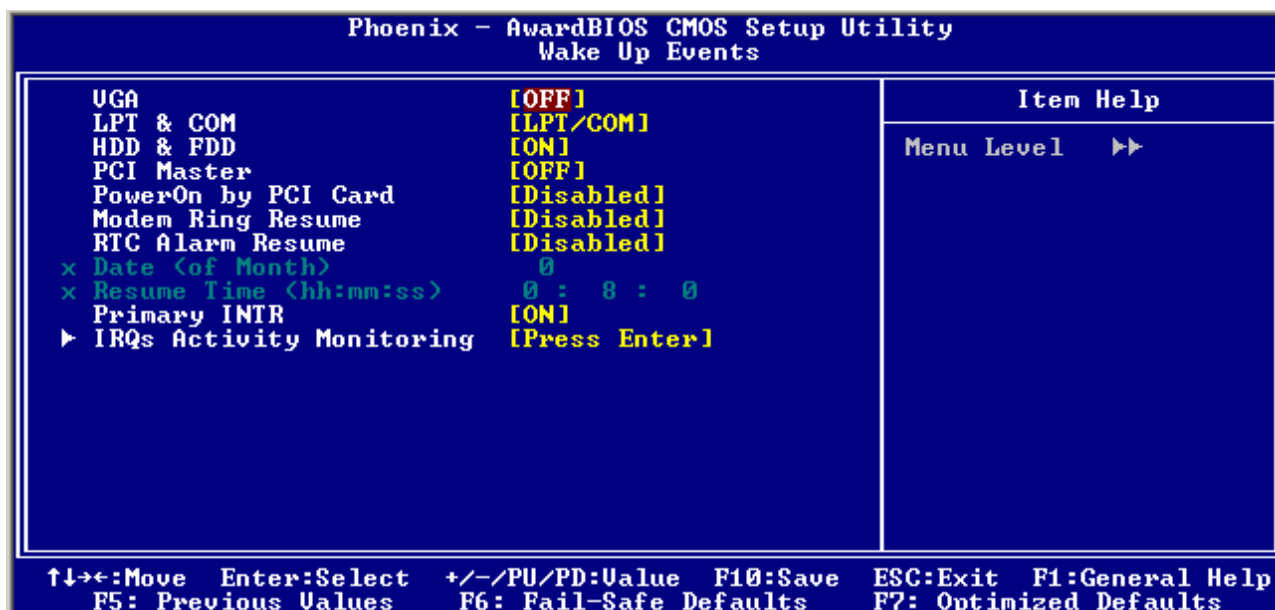 Phoenix - AwardBIOS CMOS Setup Utility
Wake Up Events
VGA [OFF]
LPT & COM [LPT/COM]
HDD & FDD [ON]
PCI Master [OFF]
PowerOn by PCI Card [Disabled]
Modem Ring Resume [Disabled]
RTC Alarm Resume [Disabled]
x Date (of Month) 0
x Resume Time (hh:mm:ss) 0 : 8 : 0
Primary INTR [ON]
▶ IRQs Activity Monitoring [Press Enter]
Item Help
Menu Level ▶▶
↑↓→←:Move Enter:Select +/-/PU/PD:Value F10:Save ESC:Exit F1:General Help
F5: Previous Values F6: Fail-Safe Defaults F7: Optimized Defaults